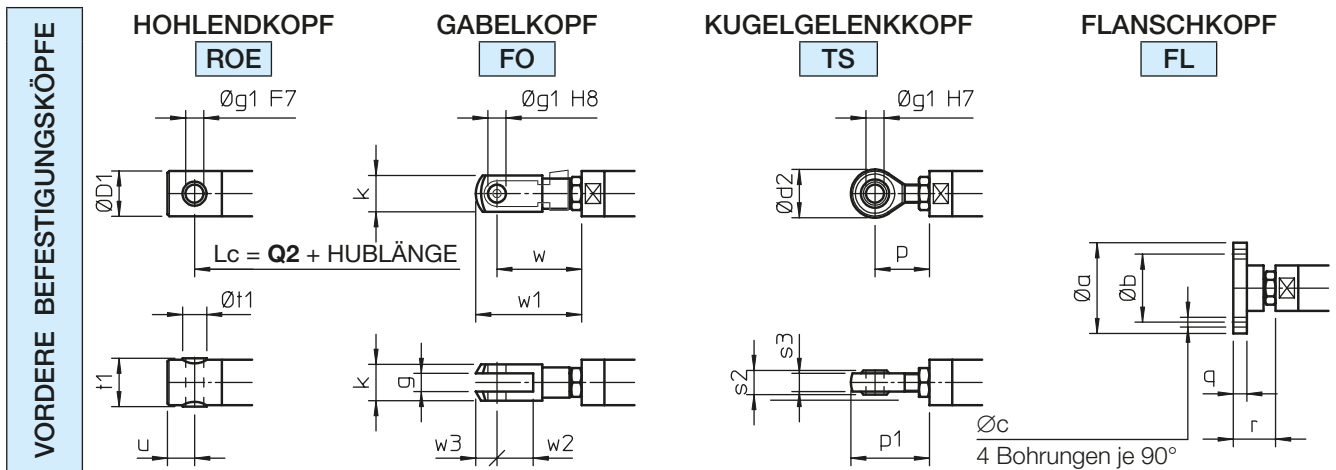 VORDERE BEFESTIGUNGSKÖPFE
HOHLENDKOPF
ROE
GABELKOPF
FO
KUGELGELENKKOPF
TS
FLANSCHKOPF
FL
Øg1 F7
Øg1 H8
Øg1 H7
ØD1
k
Ød2
Lc = Q2 + HUBLÄNGE
w
w1
p
Øa
Øb
Øt1
t1
u
k
g
w3
w2
s3
s2
p1
q
r
Øc
4 Bohrungen je 90°